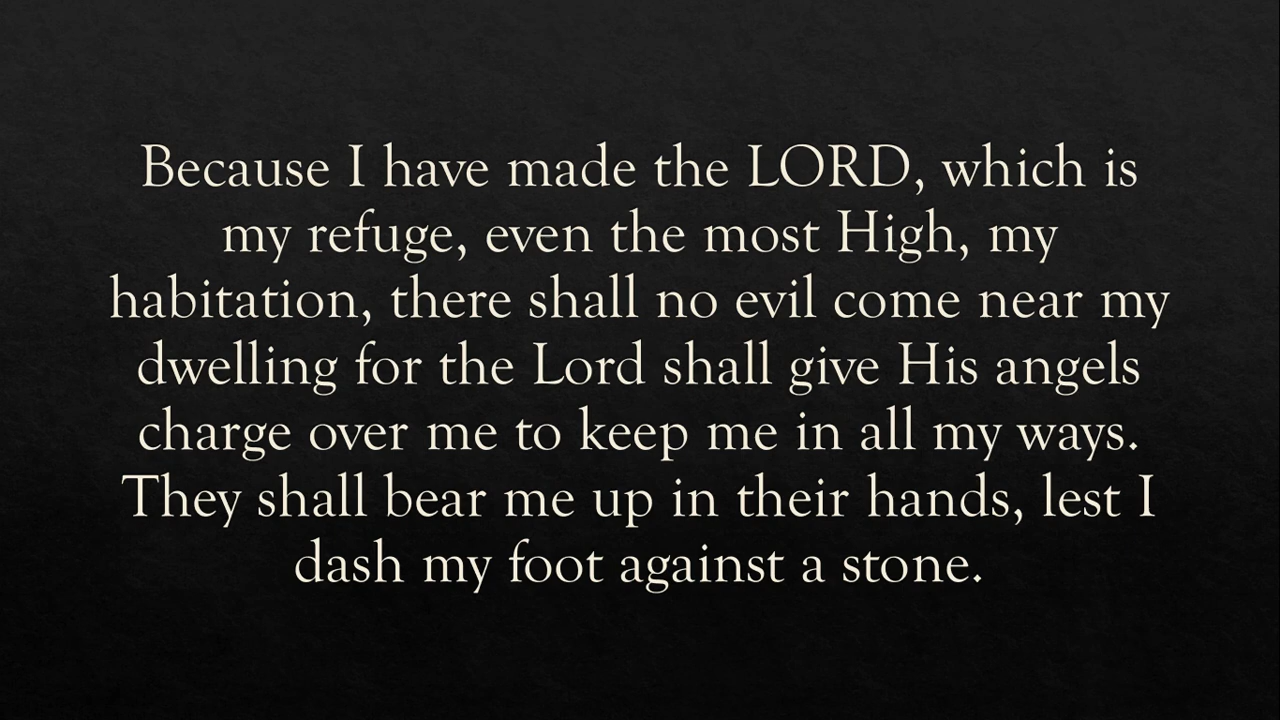 Because I have made the LORD, which is
my refuge, even the most High, my
habitation, there shall no evil come near my
dwelling for the Lord shall give His angels
charge over me to keep me in all my ways.
They shall bear me up in their hands, lest I
dash my foot against a stone.